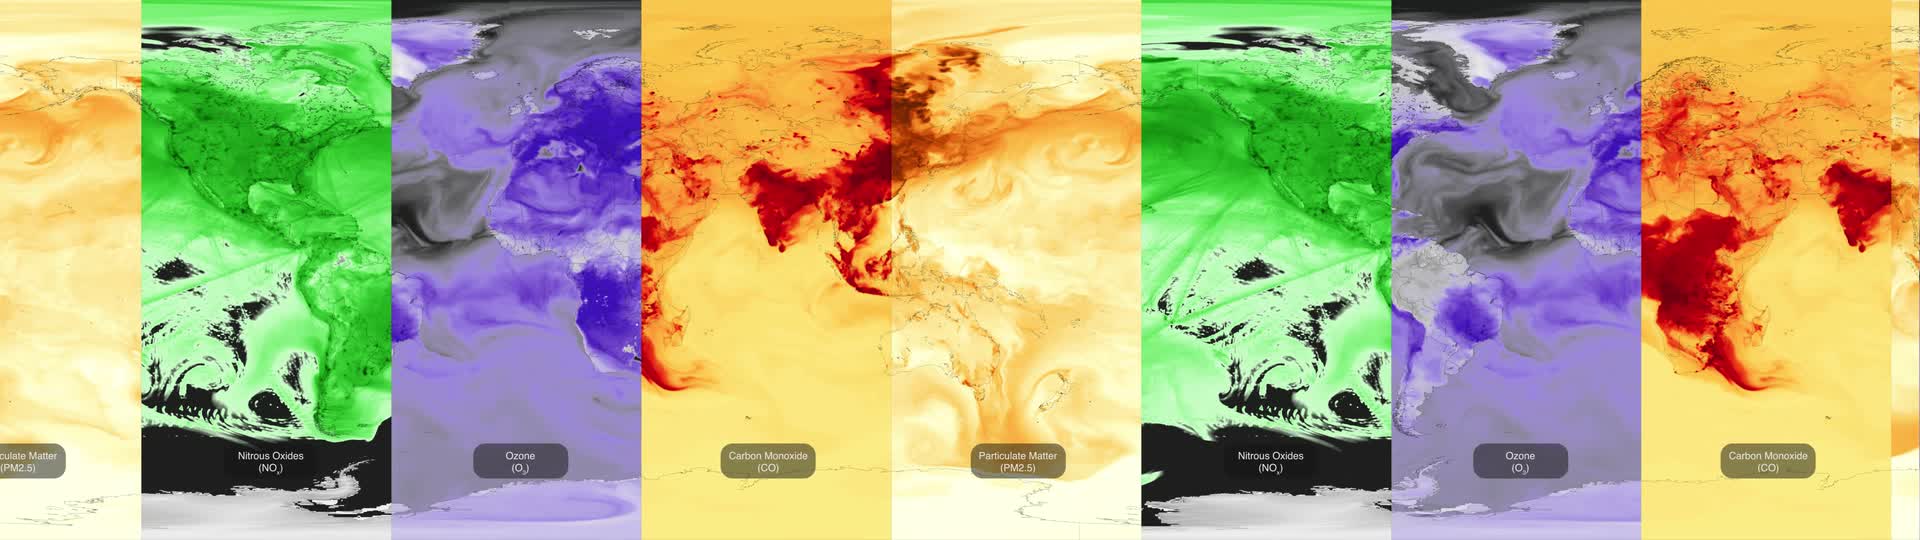 culate Matter
(PM2.5)
Nitrous Oxides
(NOₓ)
Ozone
(O₃)
Carbon Monoxide
(CO)
Particulate Matter
(PM2.5)
Nitrous Oxides
(NOₓ)
Ozone
(O₃)
Carbon Monoxide
(CO)